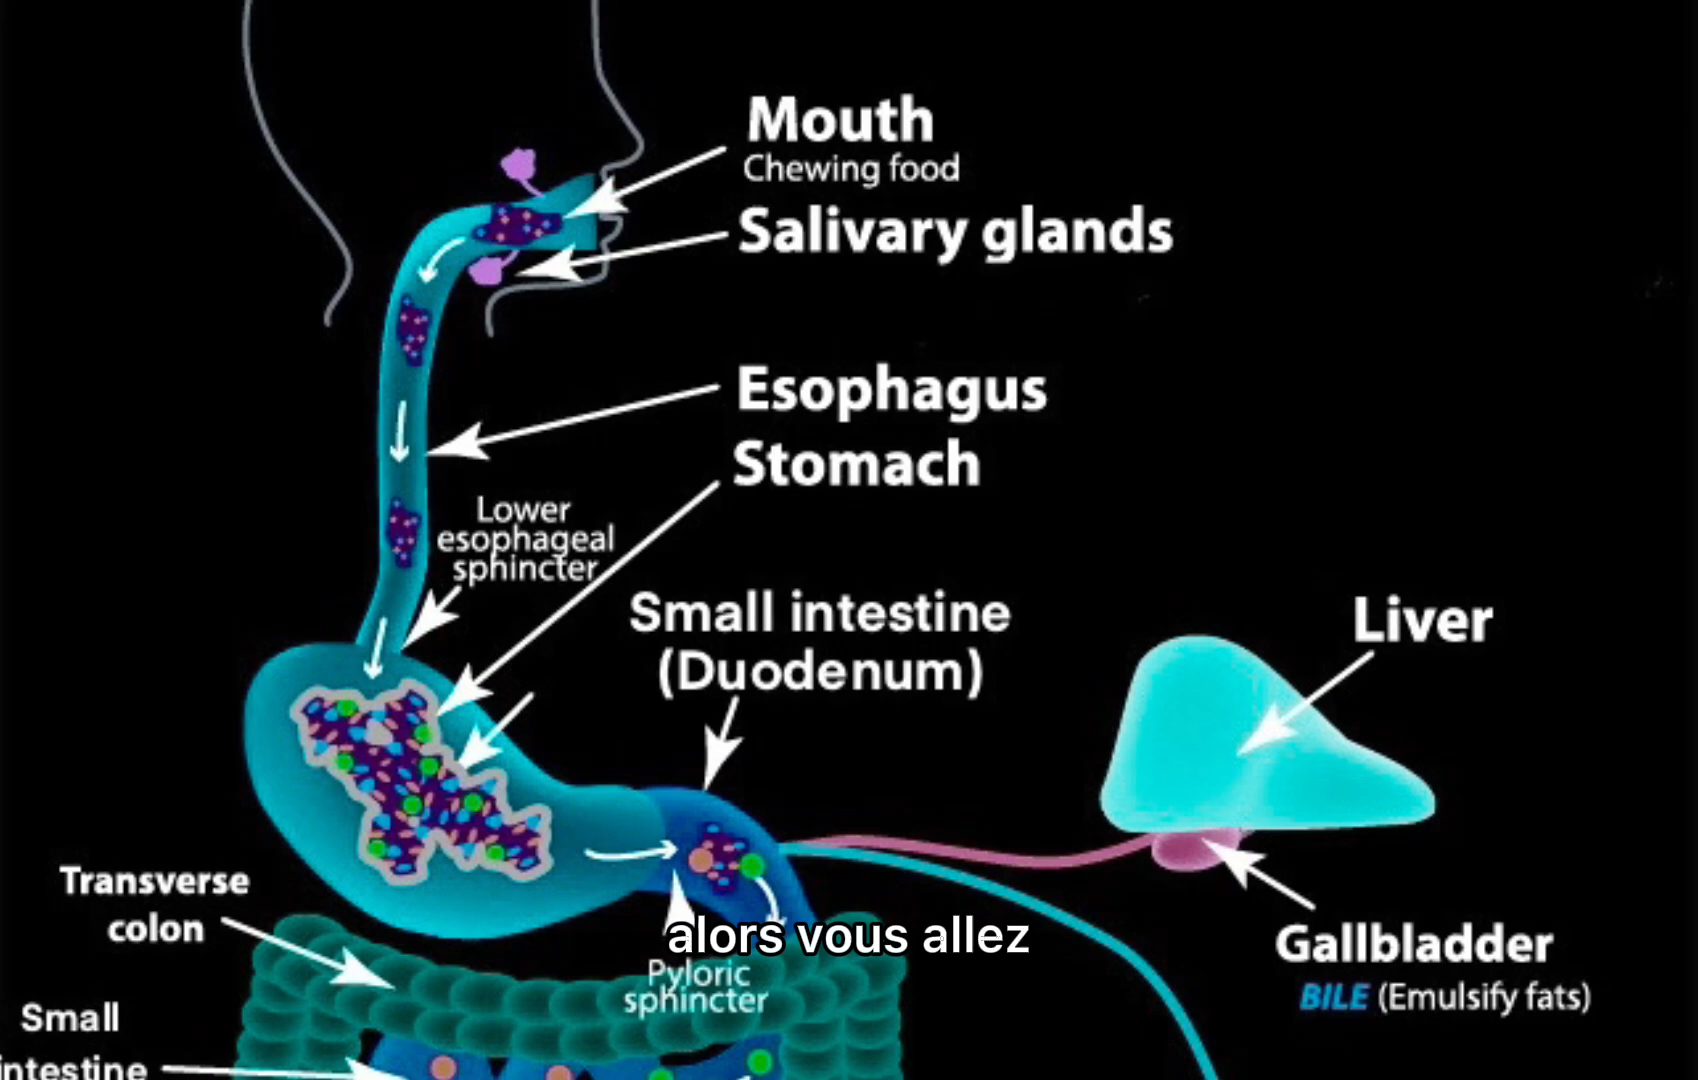 Mouth
Chewing food
Salivary glands
Esophagus
Stomach
Lower
esophageal
sphincter
Small intestine
(Duodenum)
Liver
Transverse
colon
alors vous allez
Pyloric
sphincter
Gallbladder
BILE (Emulsify fats)
Small
intestine